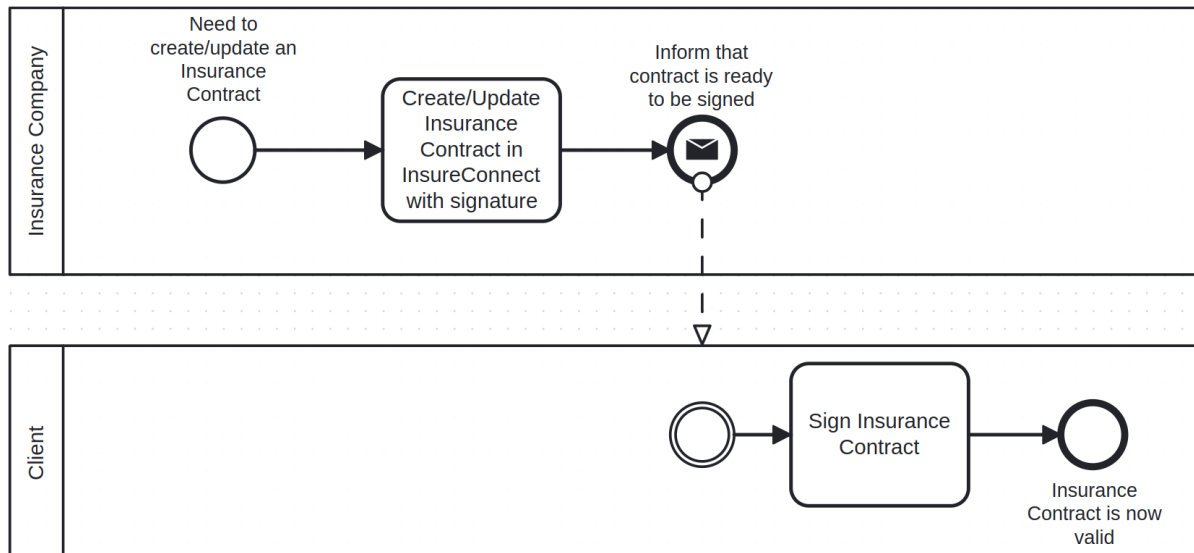 Insurance Company
Need to
create/update an
Insurance
Contract
Create/Update
Insurance
Contract in
InsureConnect
with signature
Inform that
contract is ready
to be signed
Client
Sign Insurance
Contract
Insurance
Contract is now
valid